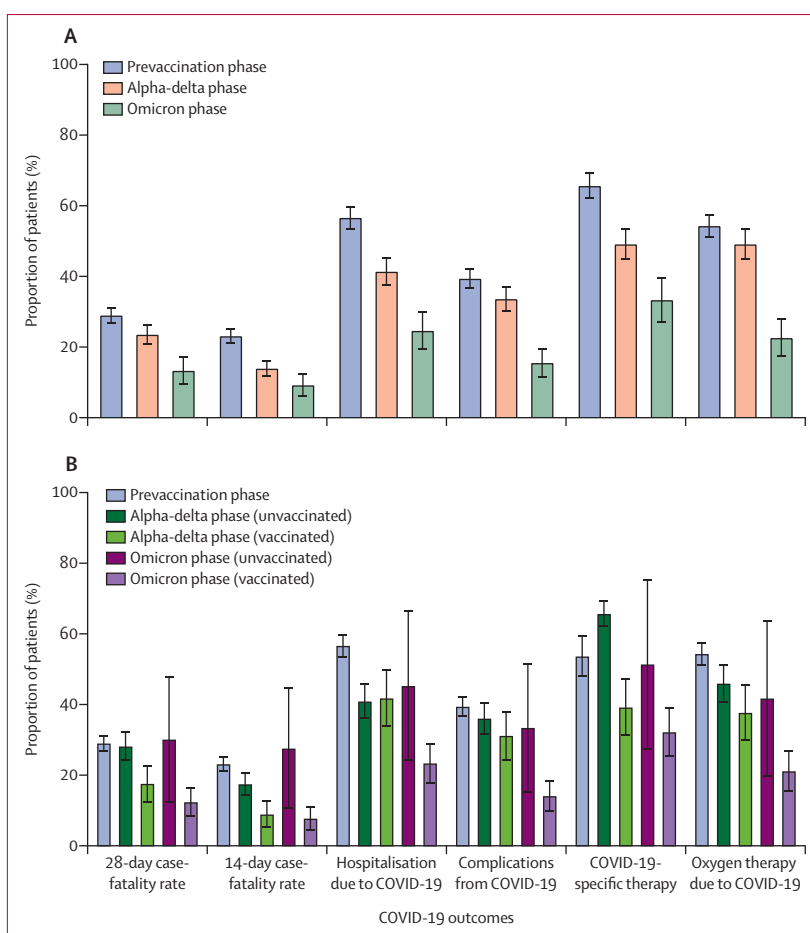 A
100
80
60
40
20
0
Proportion of patients (%)
Prevaccination phase
Alpha-delta phase
Omicron phase
B
100
80
60
40
20
0
Proportion of patients (%)
Prevaccination phase
Alpha-delta phase (unvaccinated)
Alpha-delta phase (vaccinated)
Omicron phase (unvaccinated)
Omicron phase (vaccinated)
28-day case-
fatality rate
14-day case-
fatality rate
Hospitalisation
due to COVID-19
Complications
from COVID-19
COVID-19-
specific therapy
Oxygen therapy
due to COVID-19
COVID-19 outcomes